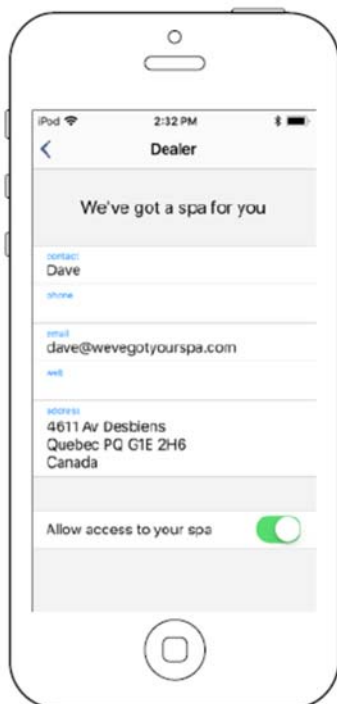 iPod 2:32 PM
Dealer
We've got a spa for you
contact
Dave
phone
email
dave@wevegotyourspa.com
web
address
4611 Av Desbiens
Quebec PQ G1E 2H6
Canada
Allow access to your spa